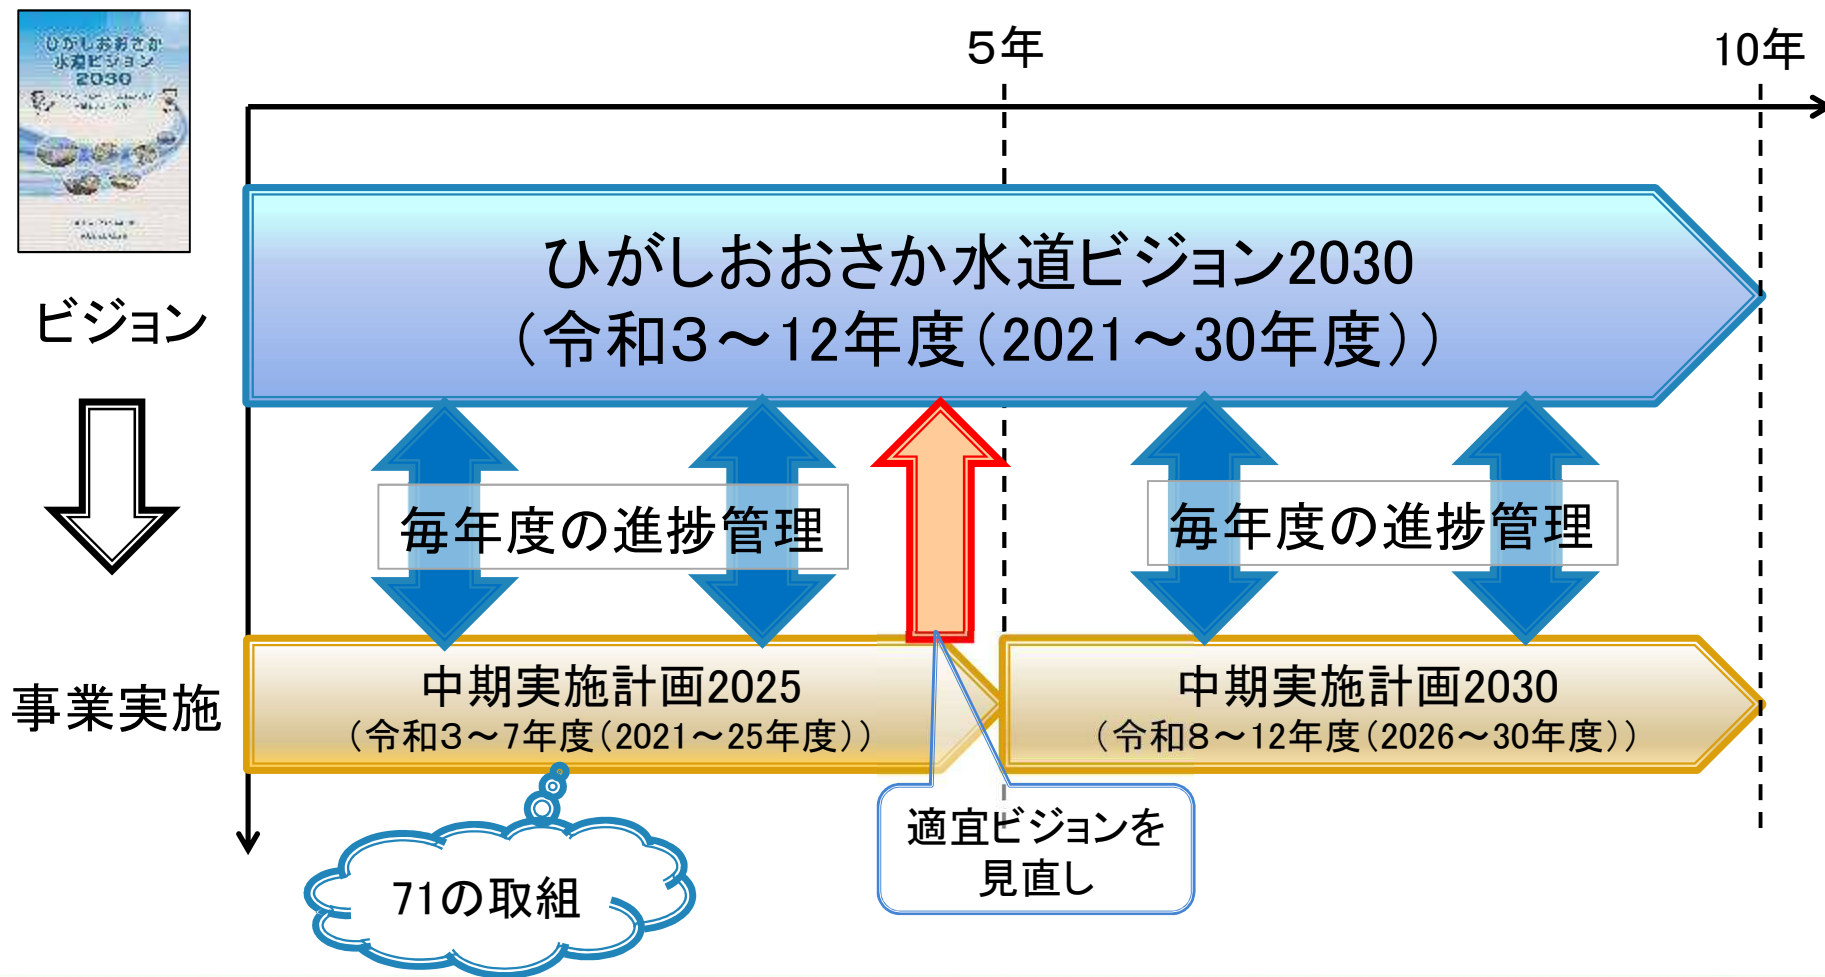 ひがしおおさか
水道ビジョン
2030
５年
10年
ひがしおおさか水道ビジョン2030
（令和３～12年度（2021～30年度））
ビジョン
毎年度の進捗管理
毎年度の進捗管理
事業実施
中期実施計画2025
（令和３～7年度（2021～25年度））
中期実施計画2030
（令和８～12年度（2026～30年度））
適宜ビジョンを
見直し
71の取組